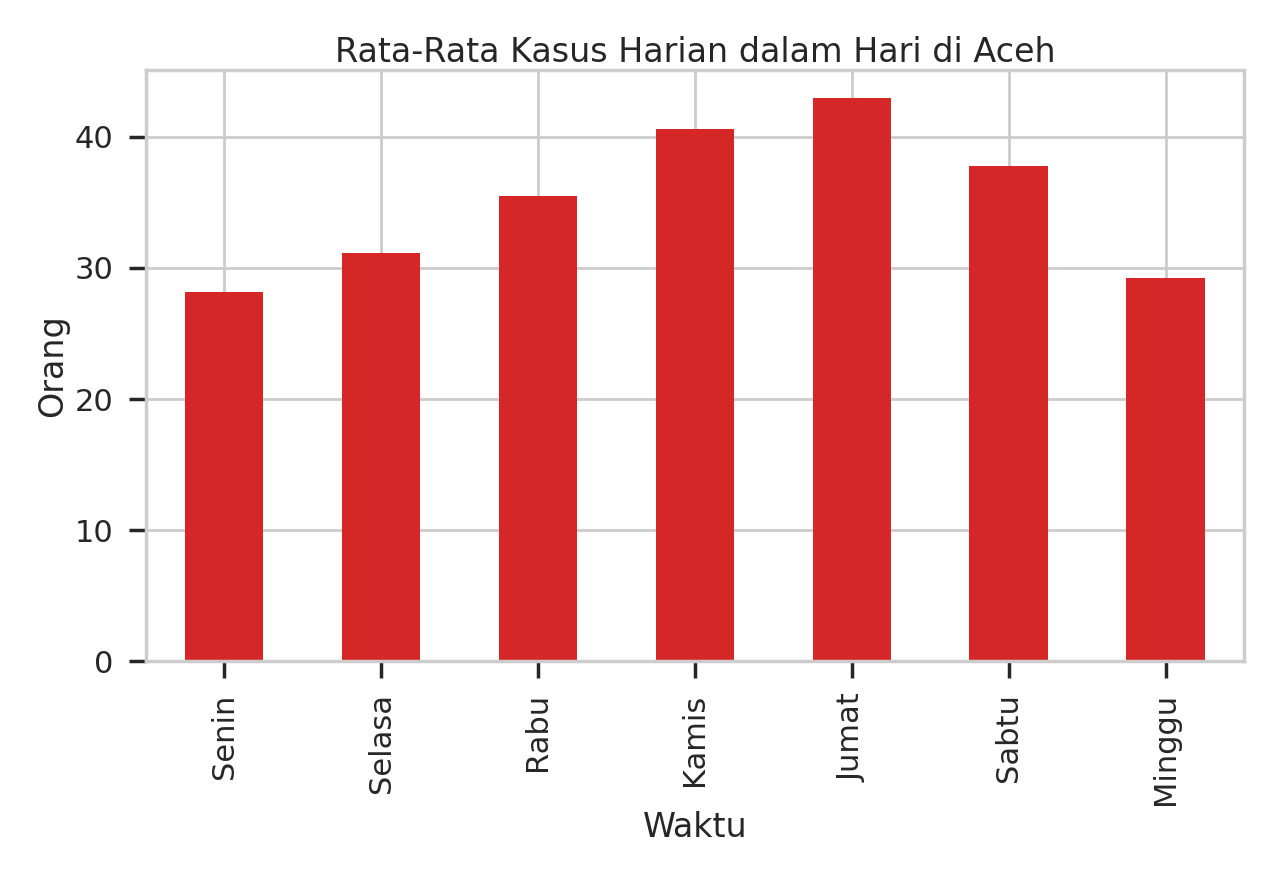 Rata-Rata Kasus Harian dalam Hari di Aceh
Orang
40
30
20
10
0
Senin
Selasa
Rabu
Kamis
Jumat
Sabtu
Minggu
Waktu